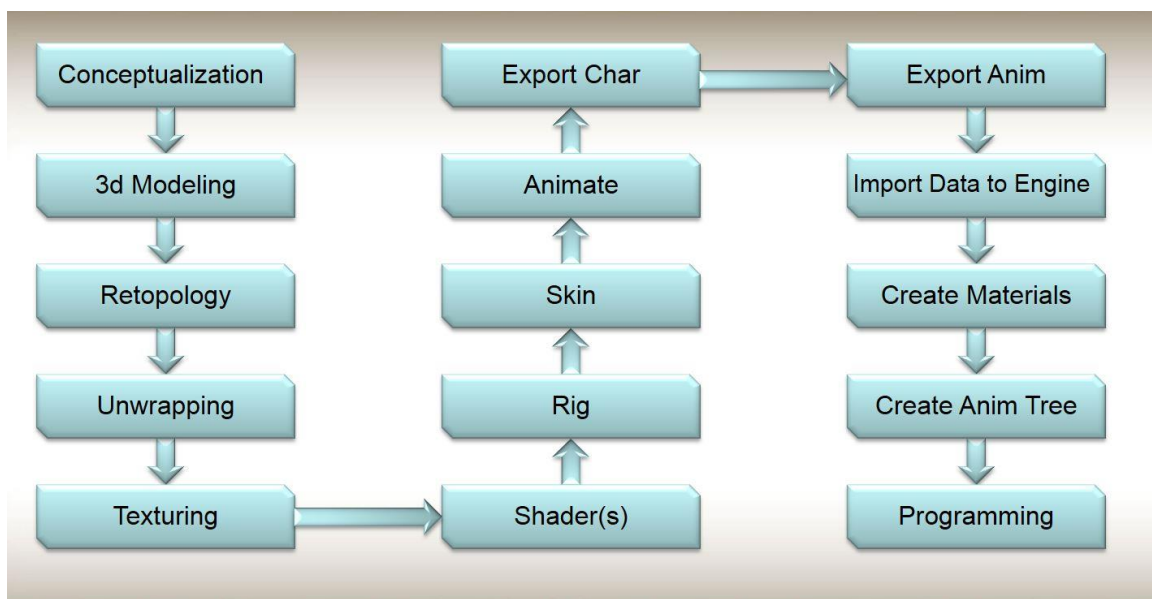 Conceptualization
3d Modeling
Retopology
Unwrapping
Texturing
Shader(s)
Rig
Skin
Animate
Export Char
Export Anim
Import Data to Engine
Create Materials
Create Anim Tree
Programming